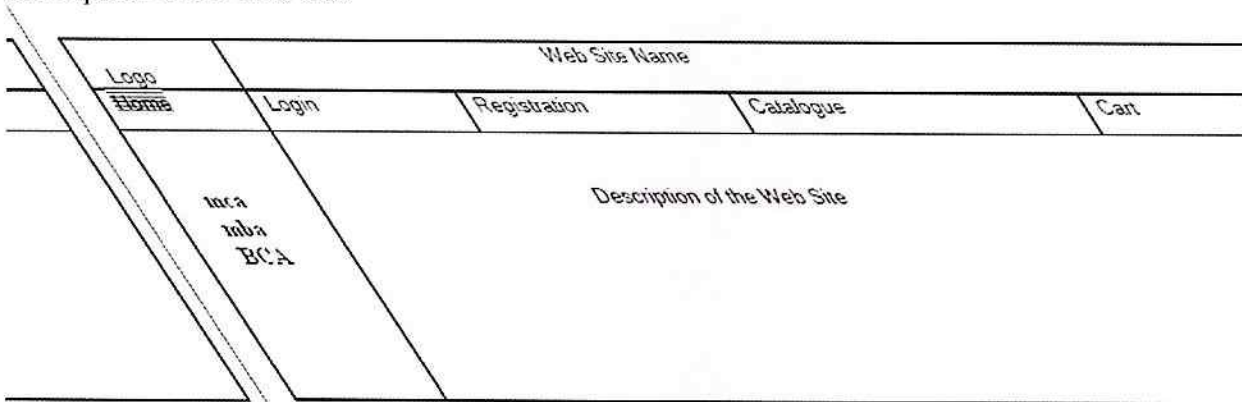 Logo
Web Site Name
Home
Login
Registration
Catalogue
Cart
mca
mba
BCA
Description of the Web Site